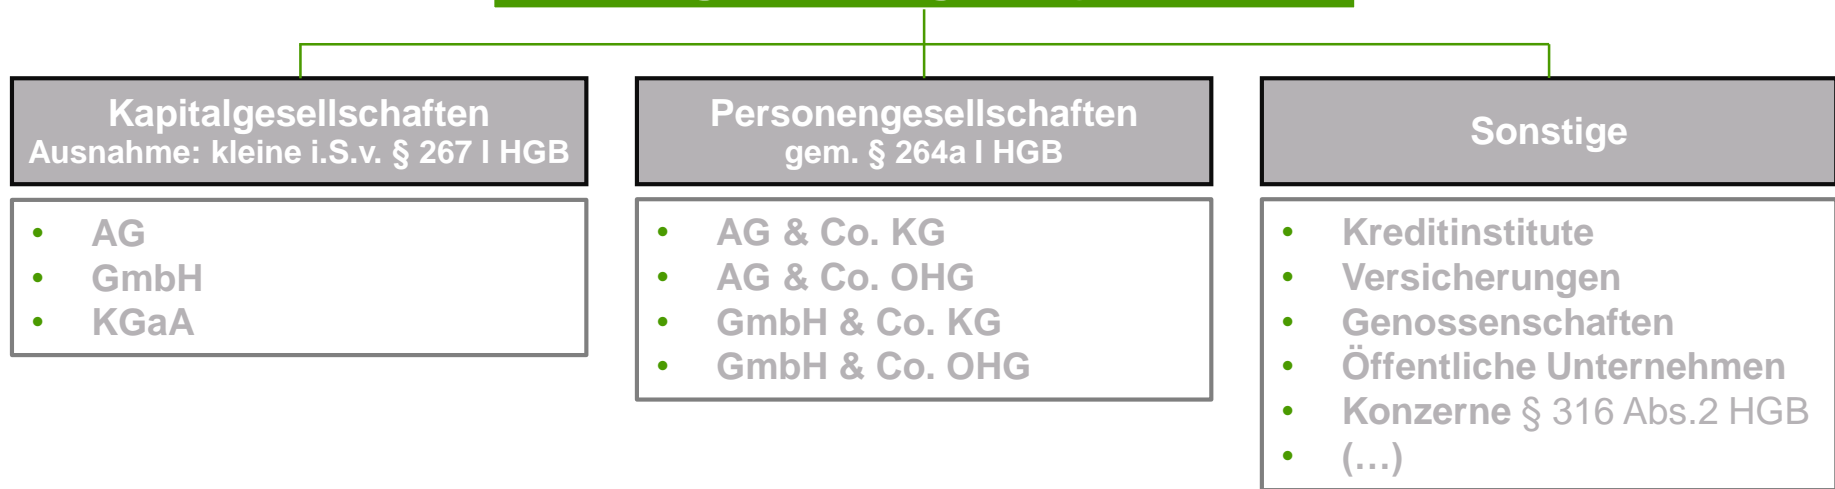 Kapitalgesellschaften
Ausnahme: kleine i.S.v. § 267 I HGB
• AG
• GmbH
• KGaA
Personengesellschaften
gem. § 264a I HGB
• AG & Co. KG
• AG & Co. OHG
• GmbH & Co. KG
• GmbH & Co. OHG
Sonstige
• Kreditinstitute
• Versicherungen
• Genossenschaften
• Öffentliche Unternehmen
• Konzerne § 316 Abs.2 HGB
• (…)